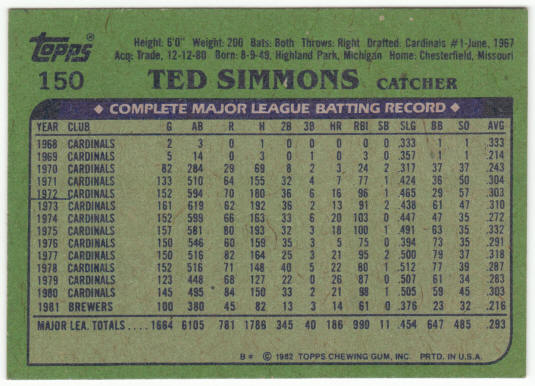 Topps Height: 6'0" Weight: 200 Bats: Both Throws: Right Drafted: Cardinals #1-June, 1967
Acq: Trade, 12-12-80 Born: 8-9-49, Highland Park, Michigan Home: Chesterfield, Missouri
150 TED SIMMONS CATCHER
COMPLETE MAJOR LEAGUE BATTING RECORD
YEAR CLUB G AB R H 2B 3B HR RBI SB SLG BB SO AVG
1968 CARDINALS 2 3 0 1 0 0 0 0 0 .333 1 1 .333
1969 CARDINALS 5 14 0 3 0 1 0 3 0 .357 1 1 .214
1970 CARDINALS 82 284 29 69 8 2 3 24 2 .317 37 37 .243
1971 CARDINALS 133 510 64 155 32 4 7 77 1 .424 36 50 .304
1972 CARDINALS 152 594 70 180 36 6 16 96 1 .465 29 57 .303
1973 CARDINALS 161 619 62 192 36 2 13 91 2 .438 61 47 .310
1974 CARDINALS 152 599 66 163 33 6 20 103 0 .447 47 35 .272
1975 CARDINALS 157 581 80 193 32 3 18 100 1 .491 63 35 .332
1976 CARDINALS 150 546 60 159 35 3 5 75 0 .394 73 35 .291
1977 CARDINALS 150 516 82 164 25 3 21 95 2 .500 79 37 .318
1978 CARDINALS 152 516 71 148 40 5 22 80 1 .512 77 39 .287
1979 CARDINALS 123 448 68 127 22 0 26 87 0 .507 61 34 .283
1980 CARDINALS 145 495 84 150 33 2 21 98 1 .505 59 45 .303
1981 BREWERS 100 380 45 82 13 3 14 61 0 .376 23 32 .216
MAJOR LEA. TOTALS .... 1664 6105 781 1786 345 40 186 990 11 .454 647 485 .293
B* © 1982 TOPPS CHEWING GUM, INC. PRTD. IN U.S.A.